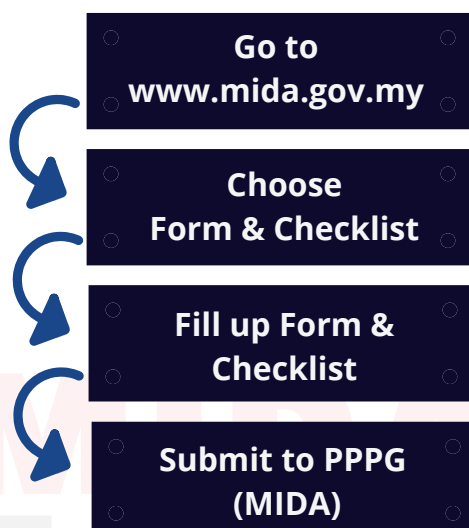 Go to
www.mida.gov.my
Choose
Form & Checklist
Fill up Form &
Checklist
Submit to PPPG
(MIDA)